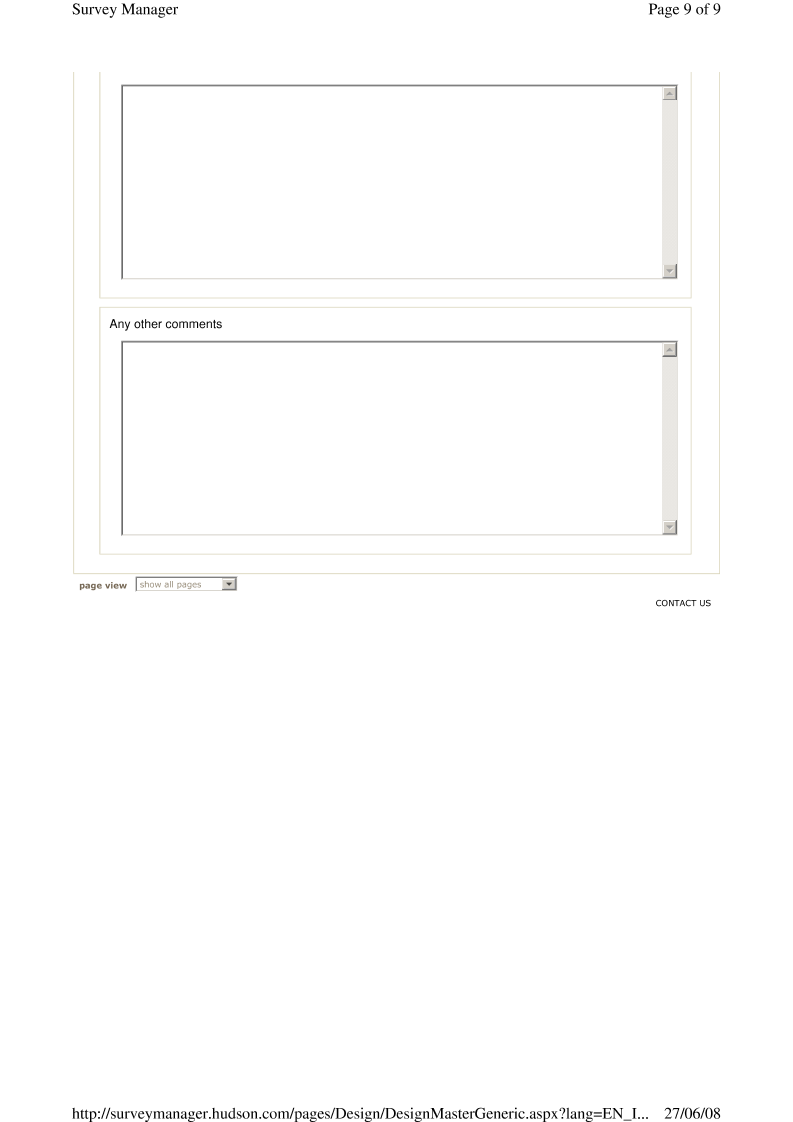 Survey Manager Page 9 of 9
Any other comments
page view show all pages
CONTACT US
http://surveymanager.hudson.com/pages/Design/DesignMasterGeneric.aspx?lang=EN_I... 27/06/08